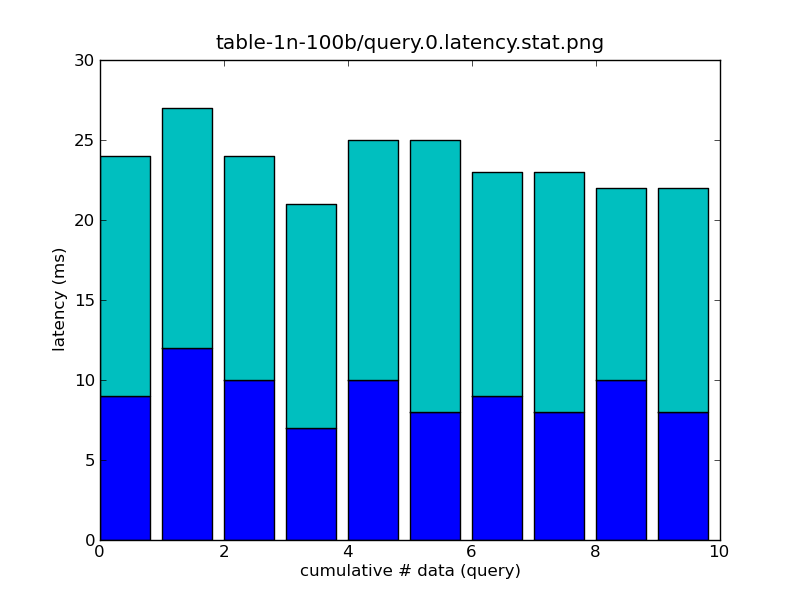 table-1n-100b/query.0.latency.stat.png
30
25
20
15
10
5
0
latency (ms)
0 2 4 6 8 10
cumulative # data (query)